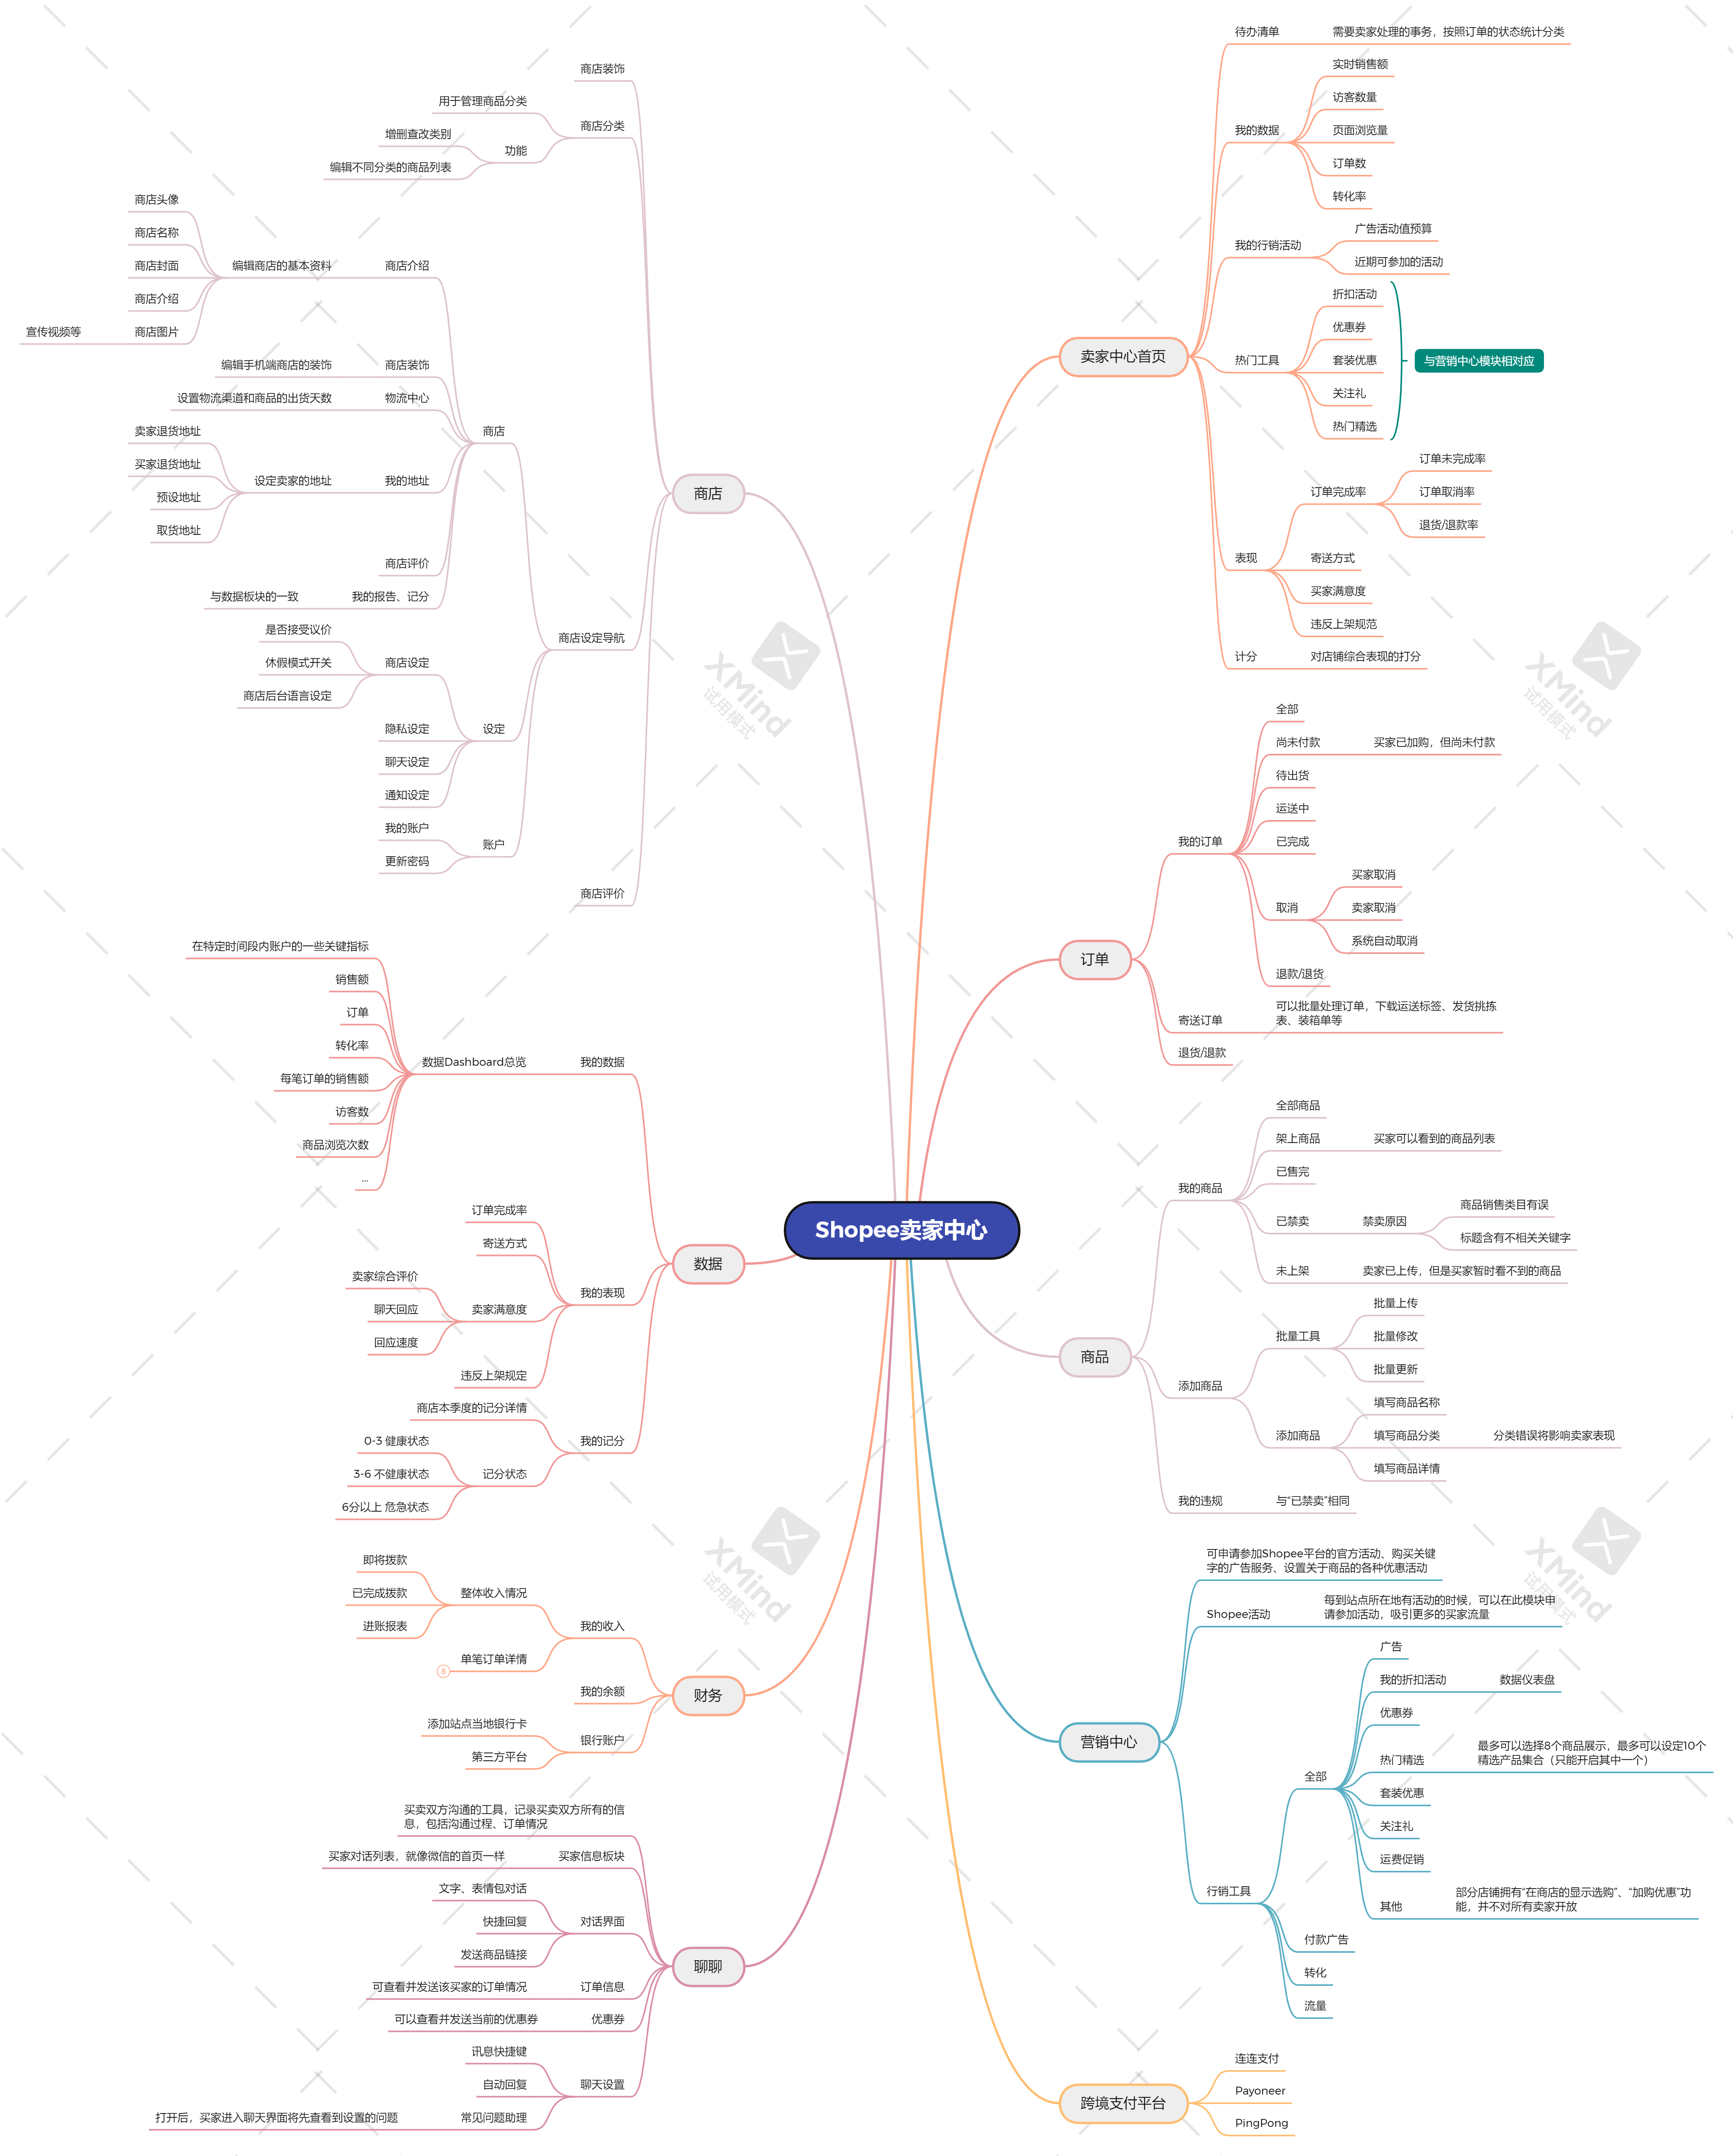 Shopee卖家中心
卖家中心首页
待办清单
需要卖家处理的事务，按照订单的状态统计分类
我的数据
实时销售额
访客数量
页面浏览量
订单数
转化率
我的行销活动
广告活动值预算
近期可参加的活动
热门工具
折扣活动
优惠券
套装优惠
关注礼
热门精选
与营销中心模块相对应
表现
订单完成率
订单未完成率
订单取消率
退货/退款率
寄送方式
买家满意度
违反上架规范
计分
对店铺综合表现的打分
订单
我的订单
全部
尚未付款
买家已加购，但尚未付款
待出货
运送中
已完成
取消
买家取消
卖家取消
系统自动取消
退款/退货
寄送订单
可以批量处理订单，下载运送标签、发货挑拣
表、装箱单等
退货/退款
商品
我的商品
全部商品
架上商品
买家可以看到的商品列表
已售完
已禁卖
禁卖原因
商品销售类目有误
标题含有不相关关键字
未上架
卖家已上传，但是买家暂时看不到的商品
添加商品
批量工具
批量上传
批量修改
批量更新
添加商品
填写商品名称
填写商品分类
分类错误将影响卖家表现
填写商品详情
我的违规
与“已禁卖”相同
营销中心
可申请参加Shopee平台的官方活动、购买关键
字的广告服务、设置关于商品的各种优惠活动
Shopee活动
每到站点所在地有活动的时候，可以在此模块申
请参加活动，吸引更多的买家流量
行销工具
全部
广告
我的折扣活动
数据仪表盘
优惠券
热门精选
最多可以选择8个商品展示，最多可以设定10个
精选产品集合（只能开启其中一个）
套装优惠
关注礼
运费促销
其他
部分店铺拥有“在商店的显示选购”、“加购优惠”功
能，并不对所有卖家开放
付款广告
转化
流量
跨境支付平台
连连支付
Payoneer
PingPong
商店
商店装饰
商店分类
用于管理商品分类
功能
增删查改类别
编辑不同分类的商品列表
商店设定导航
商店
商店介绍
编辑商店的基本资料
商店头像
商店名称
商店封面
商店介绍
商店图片
宣传视频等
商店装饰
编辑手机端商店的装饰
物流中心
设置物流渠道和商品的出货天数
我的地址
设定卖家的地址
卖家退货地址
买家退货地址
预设地址
取货地址
商店评价
我的报告、记分
与数据板块的一致
设定
商店设定
是否接受议价
休假模式开关
商店后台语言设定
隐私设定
聊天设定
通知设定
账户
我的账户
更新密码
商店评价
数据
我的数据
数据Dashboard总览
在特定时间段内账户的一些关键指标
销售额
订单
转化率
每笔订单的销售额
访客数
商品浏览次数
...
我的表现
订单完成率
寄送方式
卖家满意度
卖家综合评价
聊天回应
回应速度
违反上架规定
我的记分
商店本季度的记分详情
记分状态
0-3 健康状态
3-6 不健康状态
6分以上 危急状态
财务
我的收入
整体收入情况
即将拨款
已完成拨款
进账报表
单笔订单详情
8
我的余额
银行账户
添加站点当地银行卡
第三方平台
聊聊
买卖双方沟通的工具，记录买卖双方所有的信
息，包括沟通过程、订单情况
买家信息板块
买家对话列表，就像微信的首页一样
对话界面
文字、表情包对话
快捷回复
发送商品链接
订单信息
可查看并发送该买家的订单情况
优惠券
可以查看并发送当前的优惠券
聊天设置
讯息快捷键
自动回复
常见问题助理
打开后，买家进入聊天界面将先查看到设置的问题
XMind
试用模式
XMind
试用模式
XMind
试用模式
XMind
试用模式